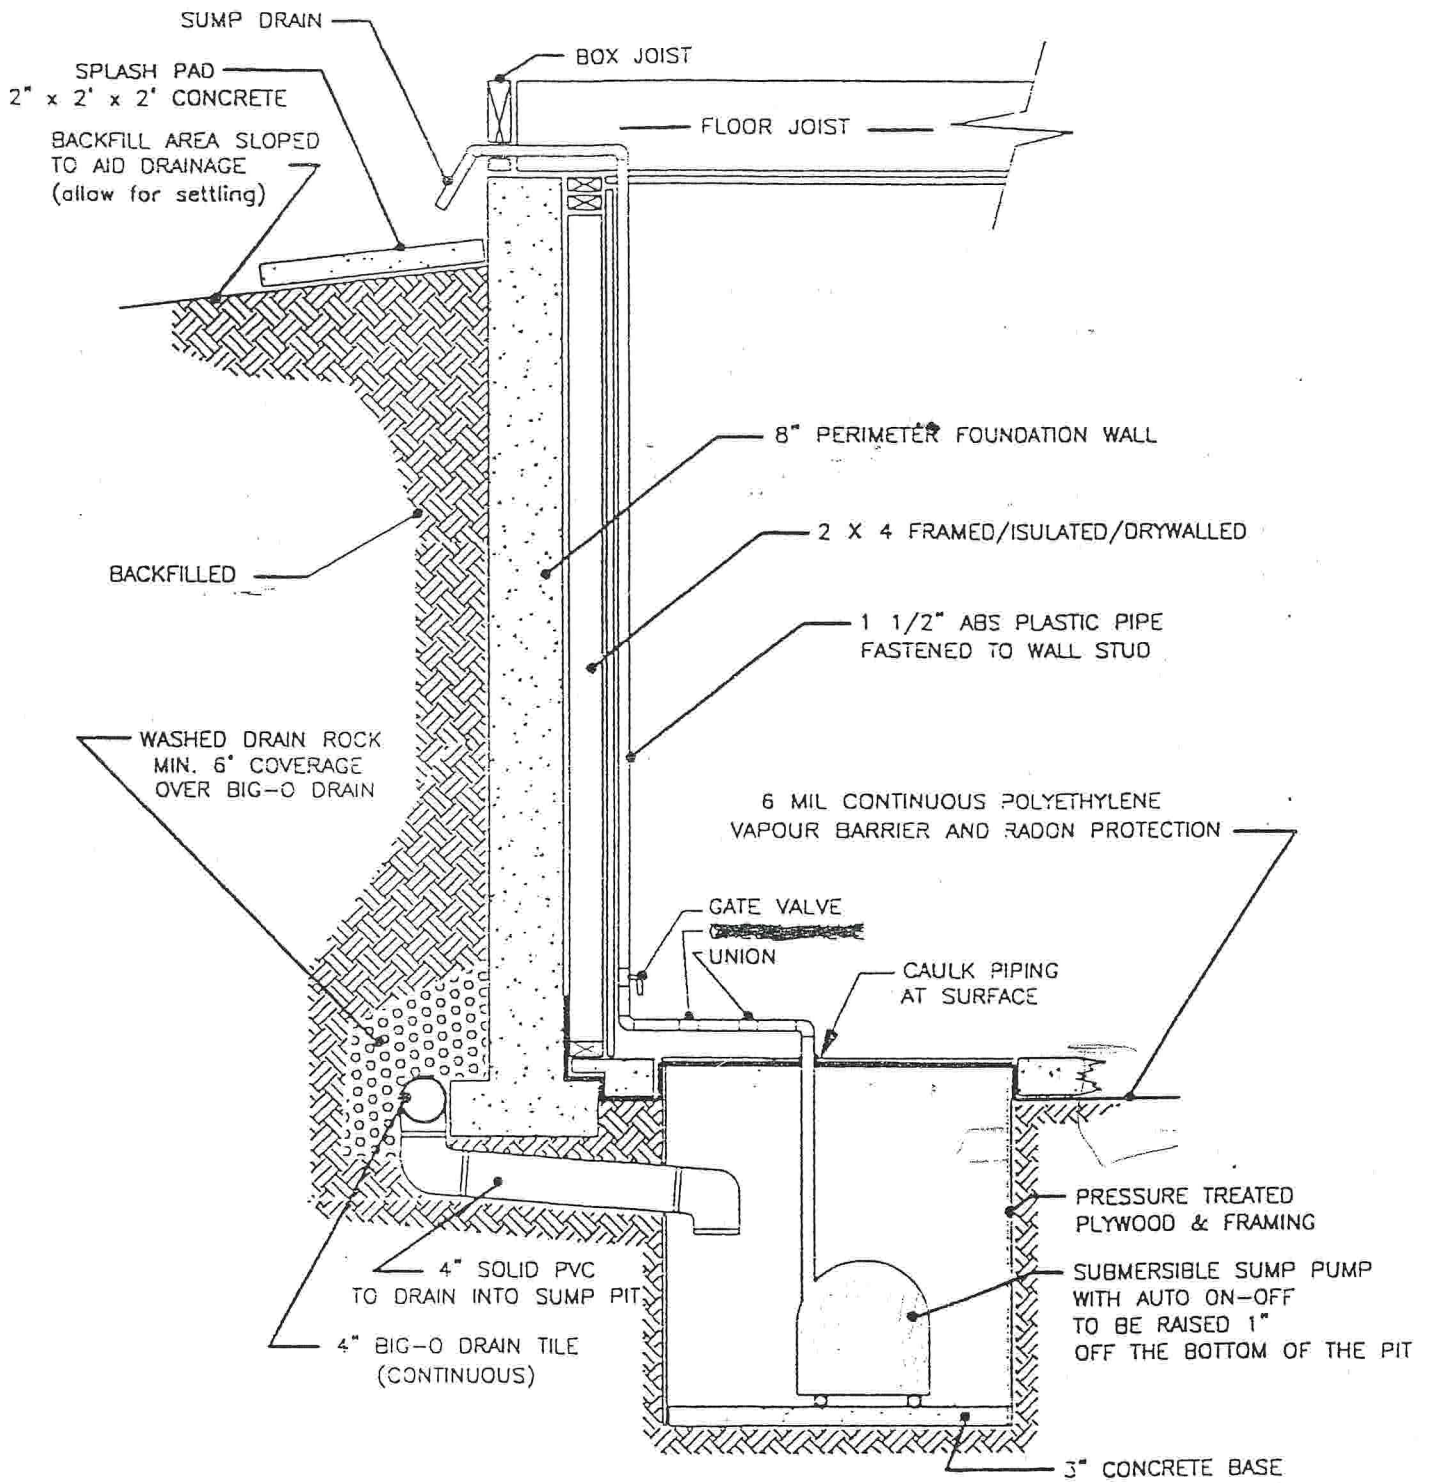 SUMP DRAIN
BOX JOIST
SPLASH PAD
2" x 2' x 2' CONCRETE
FLOOR JOIST
BACKFILL AREA SLOPED
TO AID DRAINAGE
(allow for settling)
8" PERIMETER FOUNDATION WALL
2 X 4 FRAMED/ISULATED/DRYWALLED
BACKFILLED
1 1/2" ABS PLASTIC PIPE
FASTENED TO WALL STUD
WASHED DRAIN ROCK
MIN. 6" COVERAGE
OVER BIG-O DRAIN
6 MIL CONTINUOUS POLYETHYLENE
VAPOUR BARRIER AND RADON PROTECTION
GATE VALVE
UNION
CAULK PIPING
AT SURFACE
PRESSURE TREATED
PLYWOOD & FRAMING
4" SOLID PVC
TO DRAIN INTO SUMP PIT
SUBMERSIBLE SUMP PUMP
WITH AUTO ON-OFF
TO BE RAISED 1"
OFF THE BOTTOM OF THE PIT
4" BIG-O DRAIN TILE
(CONTINUOUS)
3" CONCRETE BASE